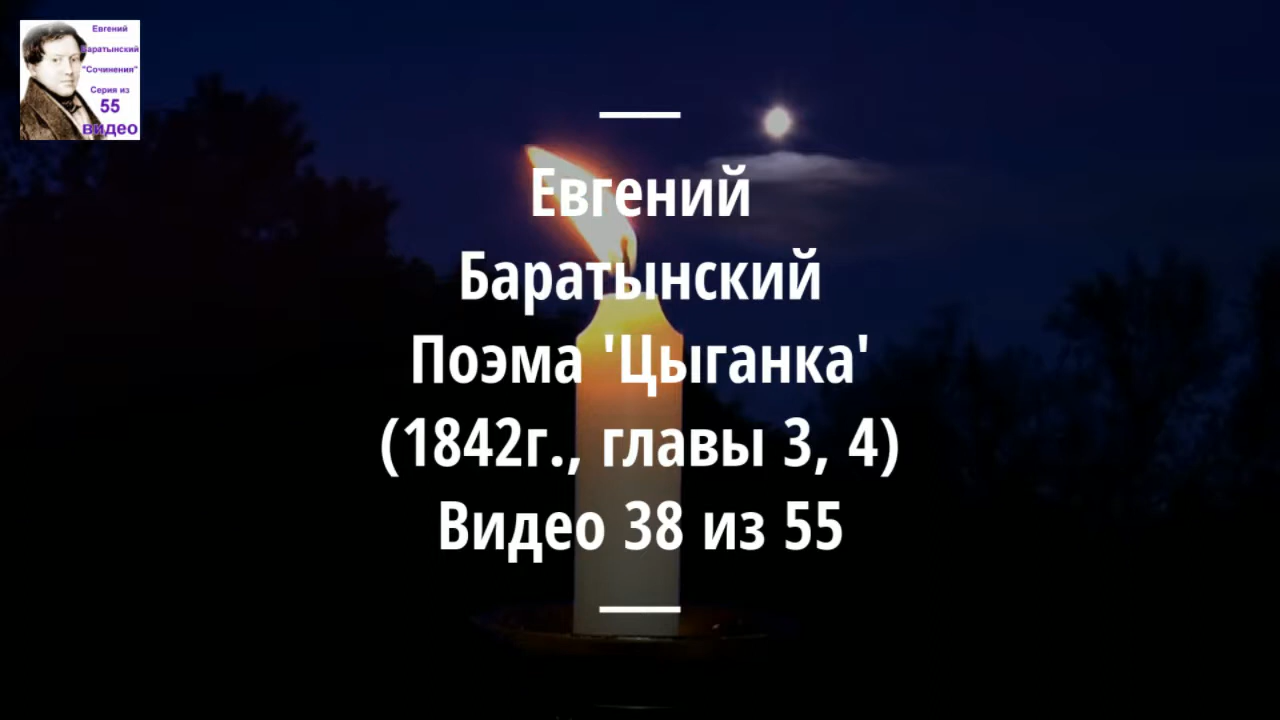 Евгений
Баратынский
"Сочинения"
Серия из
55
видео
Евгений
Баратынский
Поэма 'Цыганка'
(1842г., главы 3, 4)
Видео 38 из 55